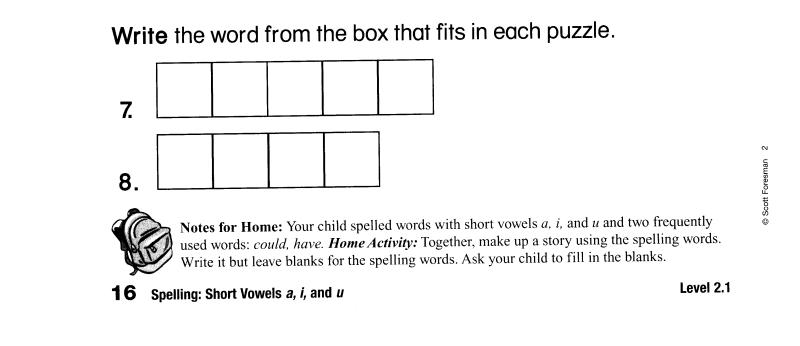 Write the word from the box that fits in each puzzle.
7.
8.
Notes for Home: Your child spelled words with short vowels a, i, and u and two frequently
used words: could, have. Home Activity: Together, make up a story using the spelling words.
Write it but leave blanks for the spelling words. Ask your child to fill in the blanks.
16 Spelling: Short Vowels a, i, and u
Level 2.1
© Scott Foresman 2